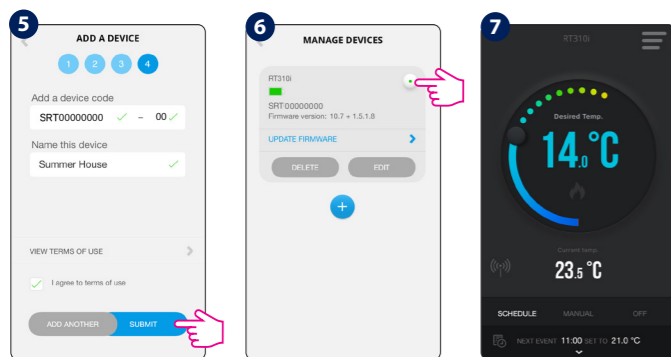 5
ADD A DEVICE
1 2 3 4
Add a device code
SRT00000000 – 00
Name this device
Summer House
VIEW TERMS OF USE
I agree to terms of use
ADD ANOTHER SUBMIT
6
MANAGE DEVICES
RT310i
SRT00000000
Firmware version: 10.7 + 1.5.1.8
UPDATE FIRMWARE
DELETE EDIT
+
7
RT310i
Desired Temp.
14.0°C
Current temp.
23.5 °C
SCHEDULE MANUAL OFF
NEXT EVENT 11:00 SET TO 21.0 °C